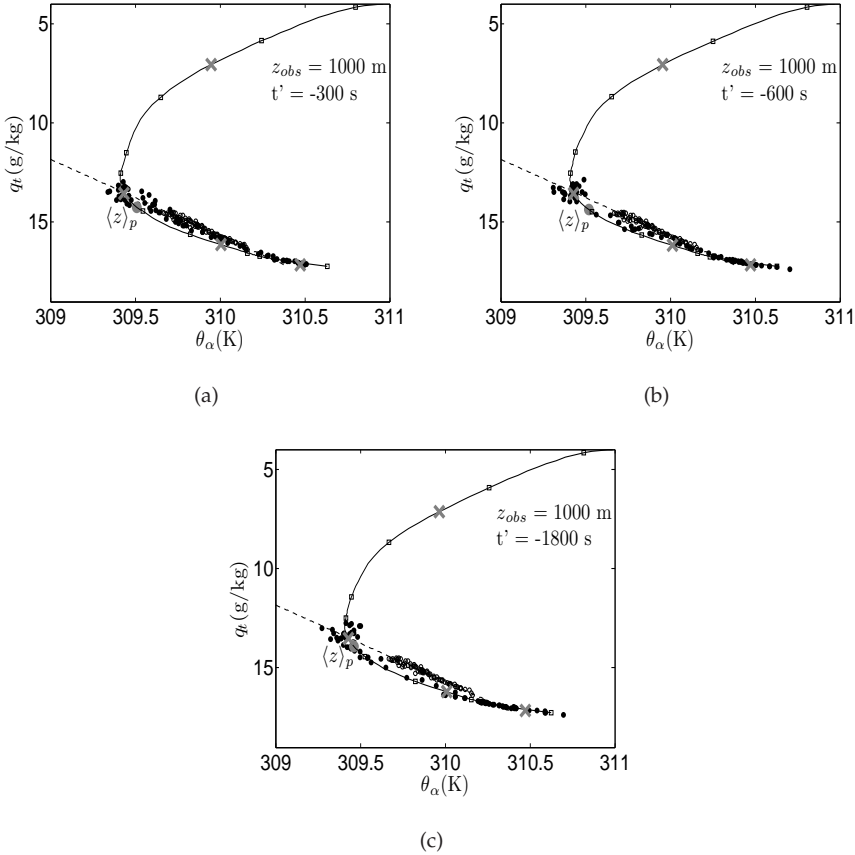 5
10
15
q_t (g/kg)
z_obs = 1000 m
t' = -300 s
⟨z⟩_p
309 309.5 310 310.5 311
θ_α(K)
(a)
5
10
15
q_t (g/kg)
z_obs = 1000 m
t' = -600 s
⟨z⟩_p
309 309.5 310 310.5 311
θ_α(K)
(b)
5
10
15
q_t (g/kg)
z_obs = 1000 m
t' = -1800 s
⟨z⟩_p
309 309.5 310 310.5 311
θ_α(K)
(c)